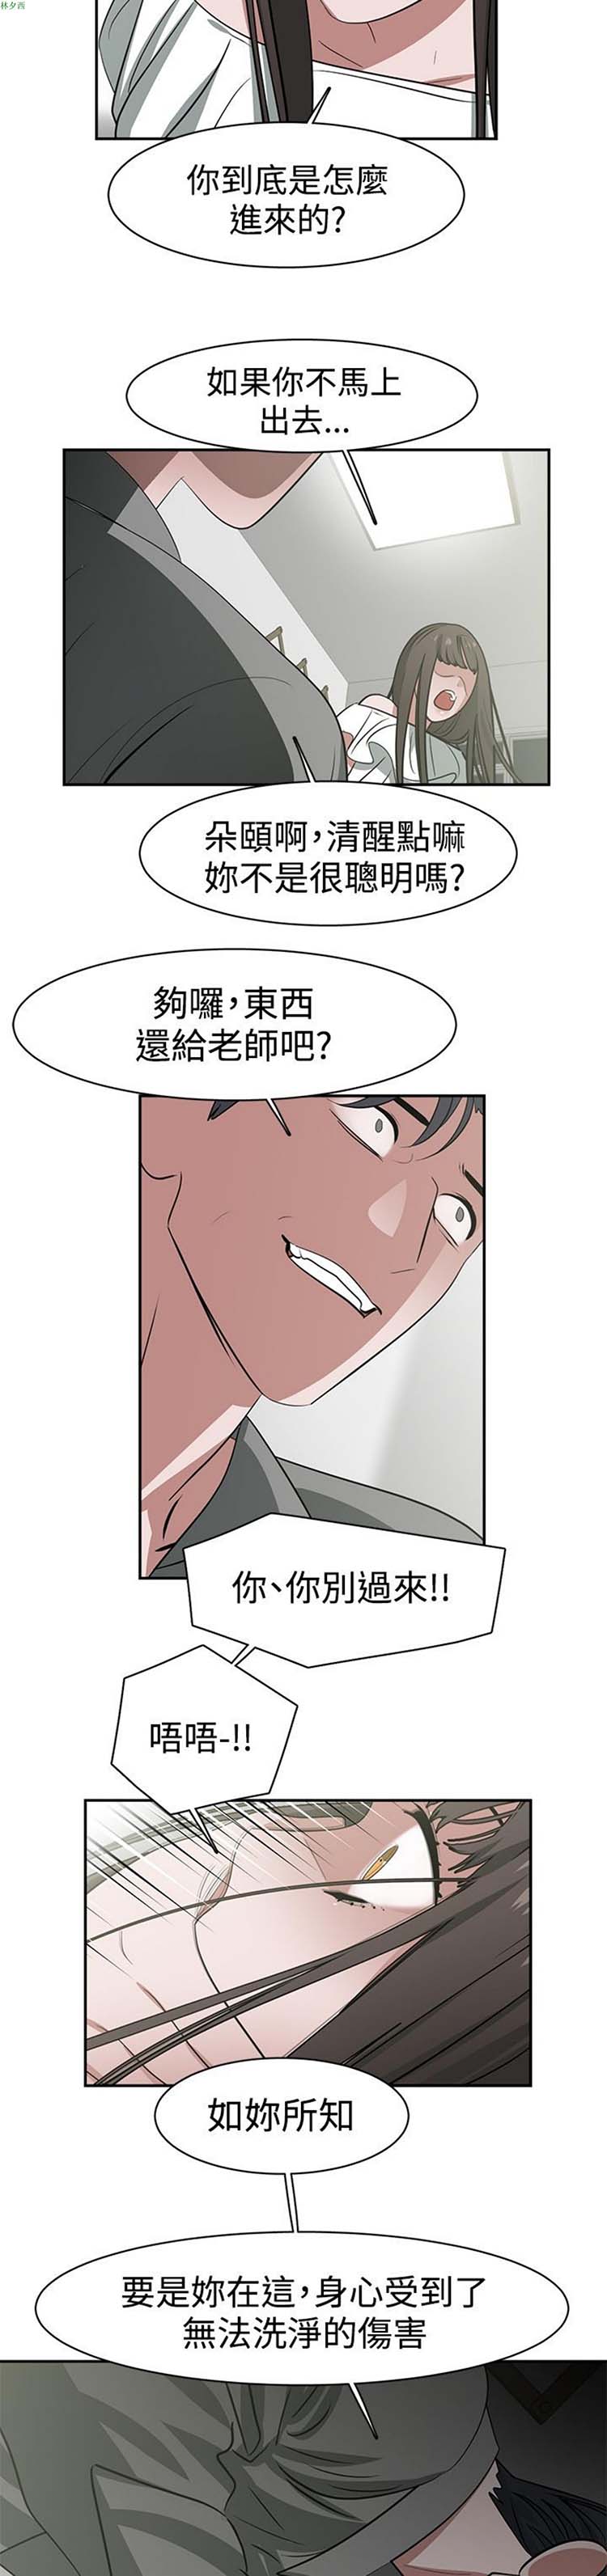 林夕西
你到底是怎麼
進來的?
如果你不馬上
出去...
朵頤啊,清醒點嘛
妳不是很聰明嗎?
夠囉,東西
還給老師吧?
你、你別過來!!
唔唔-!!
如妳所知
要是妳在這,身心受到了
無法洗淨的傷害